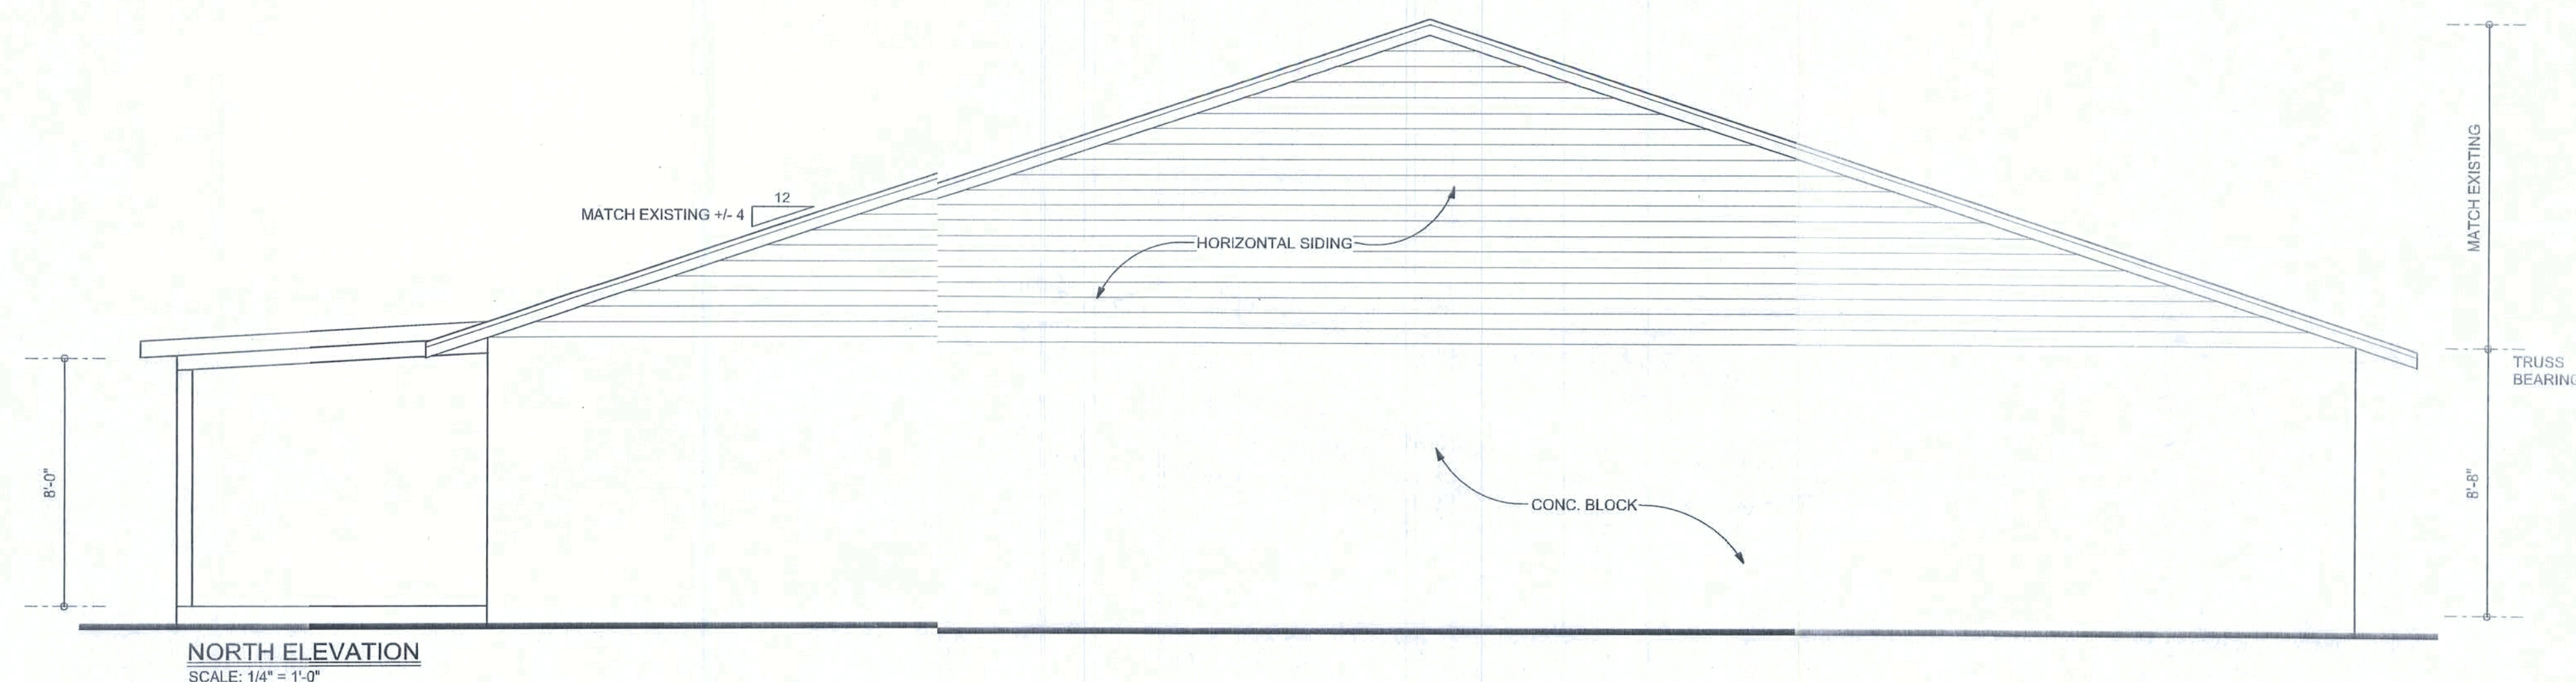 12
MATCH EXISTING +/- 4
HORIZONTAL SIDING
MATCH EXISTING
TRUSS
BEARING
8'-0"
8'-8"
CONC. BLOCK
NORTH ELEVATION
SCALE: 1/4" = 1'-0"